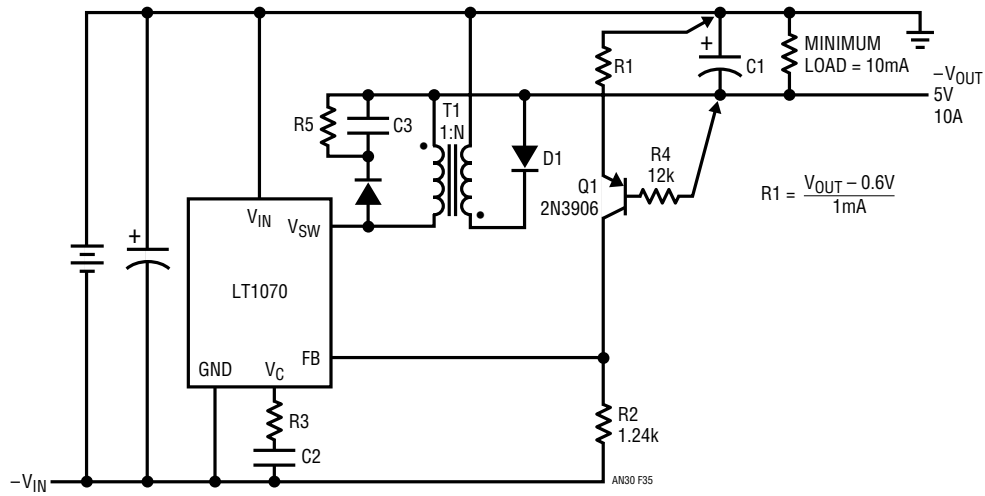 R1
+
C1
MINIMUM
LOAD = 10mA
–VOUT
5V
10A
R5
C3
T1
1:N
D1
R4
12k
Q1
2N3906
R1 = VOUT – 0.6V
1mA
VIN
VSW
+
LT1070
FB
GND
VC
R3
C2
R2
1.24k
–VIN
AN30 F35